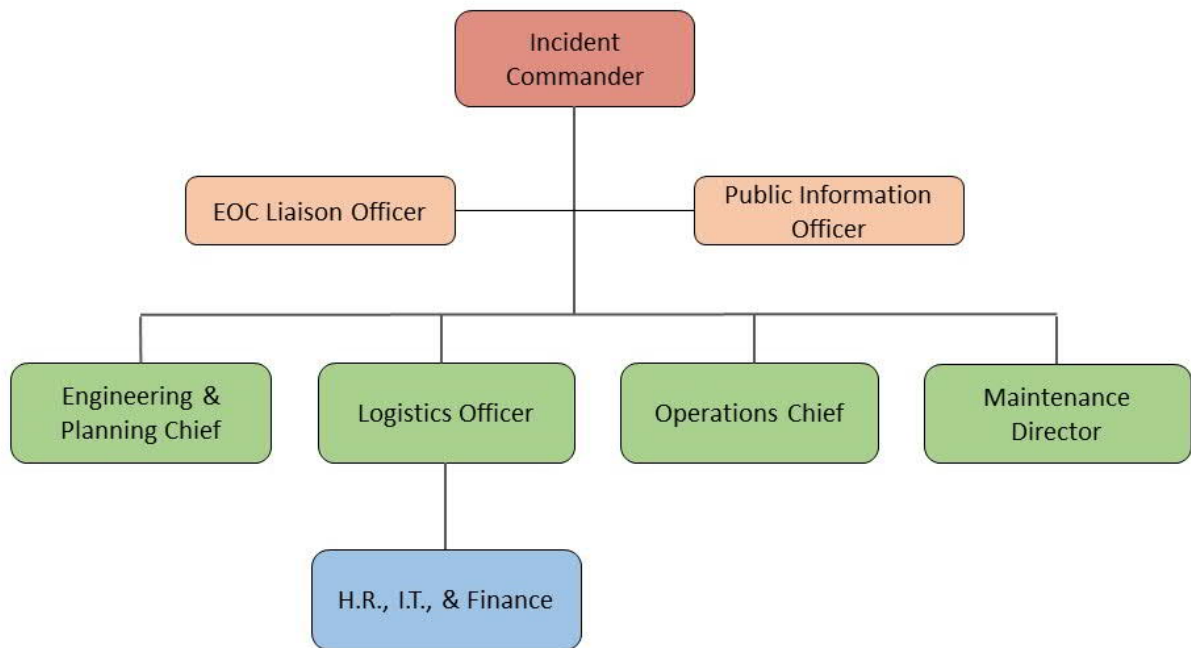 Incident
Commander
EOC Liaison Officer
Public Information
Officer
Engineering &
Planning Chief
Logistics Officer
Operations Chief
Maintenance
Director
H.R., I.T., & Finance